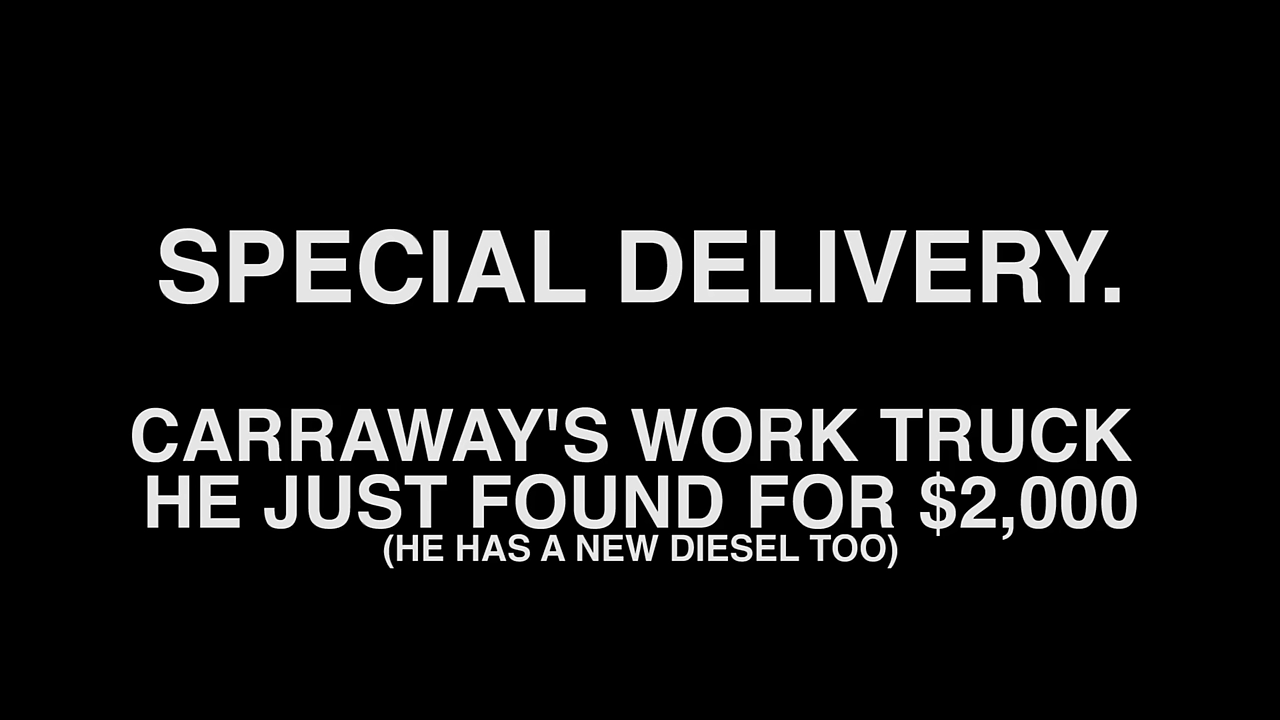 SPECIAL DELIVERY.
CARRAWAY'S WORK TRUCK
HE JUST FOUND FOR $2,000
(HE HAS A NEW DIESEL TOO)